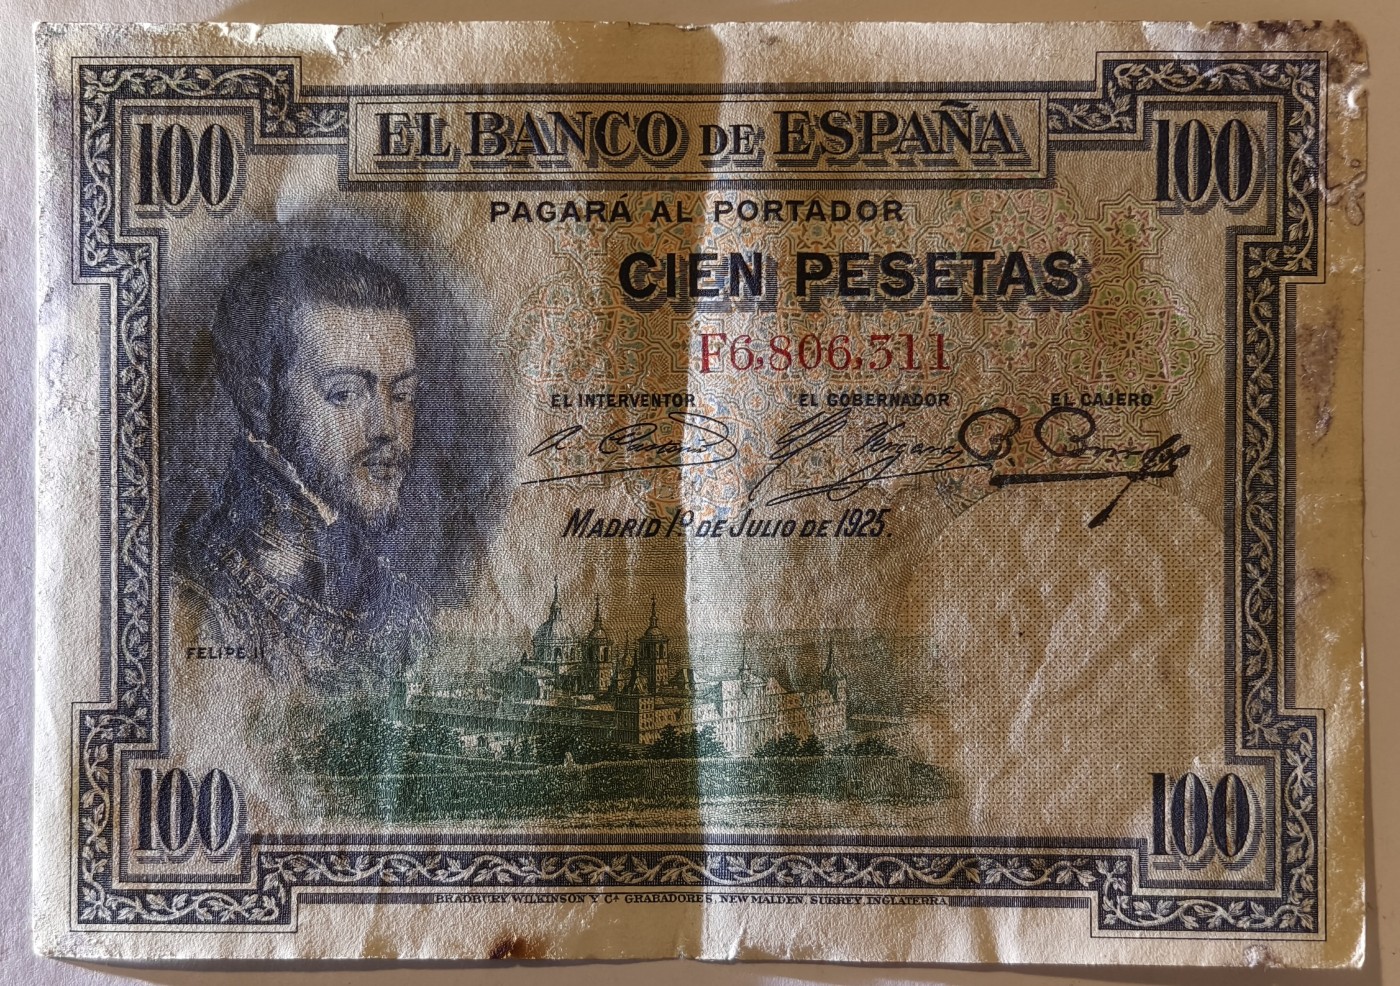 100 EL BANCO DE ESPAÑA 100
PAGARÁ AL PORTADOR
CIEN PESETAS
F6,806,311
EL INTERVENTOR EL GOBERNADOR EL CAJERO
MADRID 1º DE JULIO DE 1925.
FELIPE II
100 100
BRADBURY, WILKINSON Y Cª GRABADORES, NEW MALDEN, SURREY, INGLATERRA